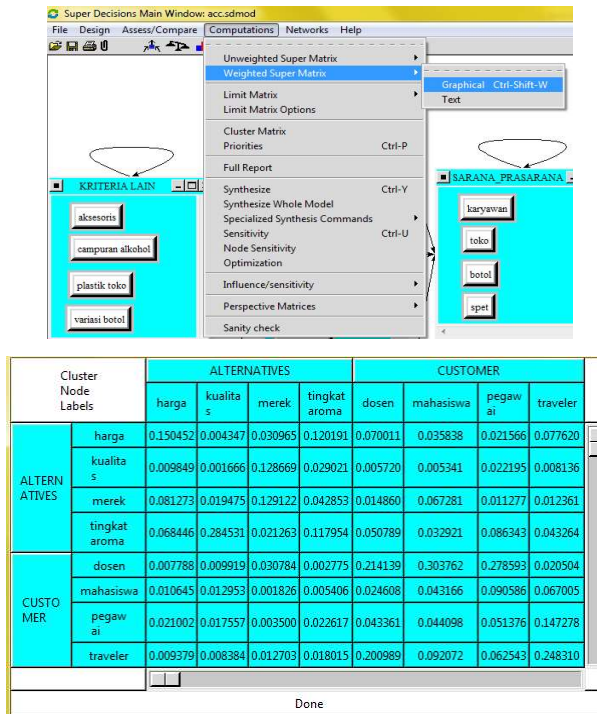 Super Decisions Main Window: acc.sdmod
File Design Assess/Compare Computations Networks Help
Unweighted Super Matrix
Weighted Super Matrix
Graphical Ctrl-Shift-W
Text
Limit Matrix
Limit Matrix Options
Cluster Matrix
Priorities Ctrl-P
Full Report
Synthesize Ctrl-Y
Synthesize Whole Model
Specialized Synthesis Commands
Sensitivity Ctrl-U
Node Sensitivity
Optimization
Influence/sensitivity
Perspective Matrices
Sanity check
KRITERIA LAIN
aksesoris
campuran alkohol
plastik toko
variasi botol
SARANA_PRASARANA
karyawan
toko
botol
spet
Cluster
Node
Labels
ALTERNATIVES CUSTOMER
harga kualita
s merek tingkat
aroma dosen mahasiswa pegaw
ai traveler
ALTERN
ATIVES
harga 0.150452 0.004347 0.030965 0.120191 0.070011 0.035838 0.021566 0.077620
kualita
s 0.009849 0.001666 0.128669 0.029021 0.005720 0.005341 0.022195 0.008136
merek 0.081273 0.019475 0.129122 0.042853 0.014860 0.067281 0.011277 0.012361
tingkat
aroma 0.068446 0.284531 0.021263 0.117954 0.050789 0.032921 0.086343 0.043264
CUSTO
MER
dosen 0.007788 0.009919 0.030784 0.002775 0.214139 0.303762 0.278593 0.020504
mahasiswa 0.010645 0.012953 0.001826 0.005406 0.024608 0.043166 0.090586 0.067005
pegaw
ai 0.021002 0.017557 0.003500 0.022617 0.043361 0.044098 0.051376 0.147278
traveler 0.009379 0.008384 0.012703 0.018015 0.200989 0.092072 0.062543 0.248310
Done